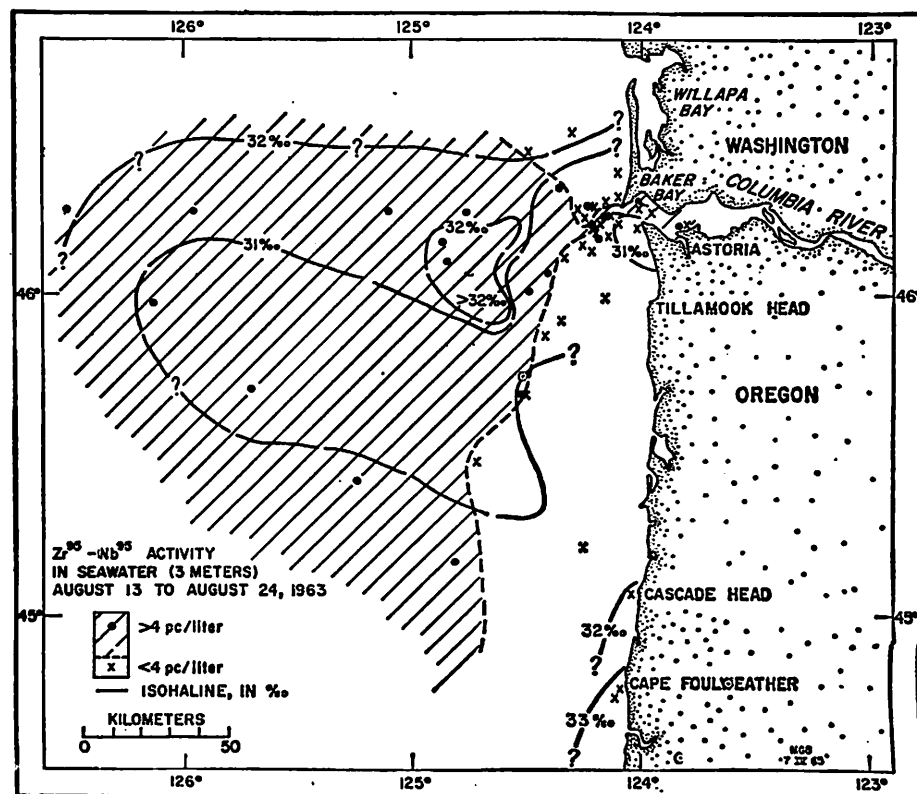 126°
125°
124°
123°
WILLAPA
BAY
WASHINGTON
?
32‰
?
?
?
?
BAKER
BAY
COLUMBIA
RIVER
32‰
31‰
31‰
ASTORIA
?
46°
>32‰
46°
TILLAMOOK HEAD
?
?
OREGON
Zr95 – Nb95 ACTIVITY
IN SEAWATER (3 METERS)
AUGUST 13 TO AUGUST 24, 1963
>4 pc/liter
<4 pc/liter
ISOHALINE, IN ‰
KILOMETERS
0 50
45°
45°
CASCADE HEAD
32‰
?
CAPE FOULWEATHER
33‰
?
126°
125°
124°
123°